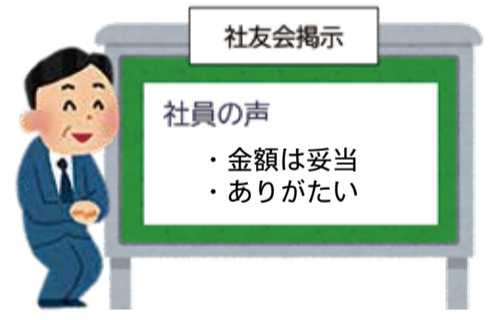 社友会掲示
社員の声
・金額は妥当
・ありがたい